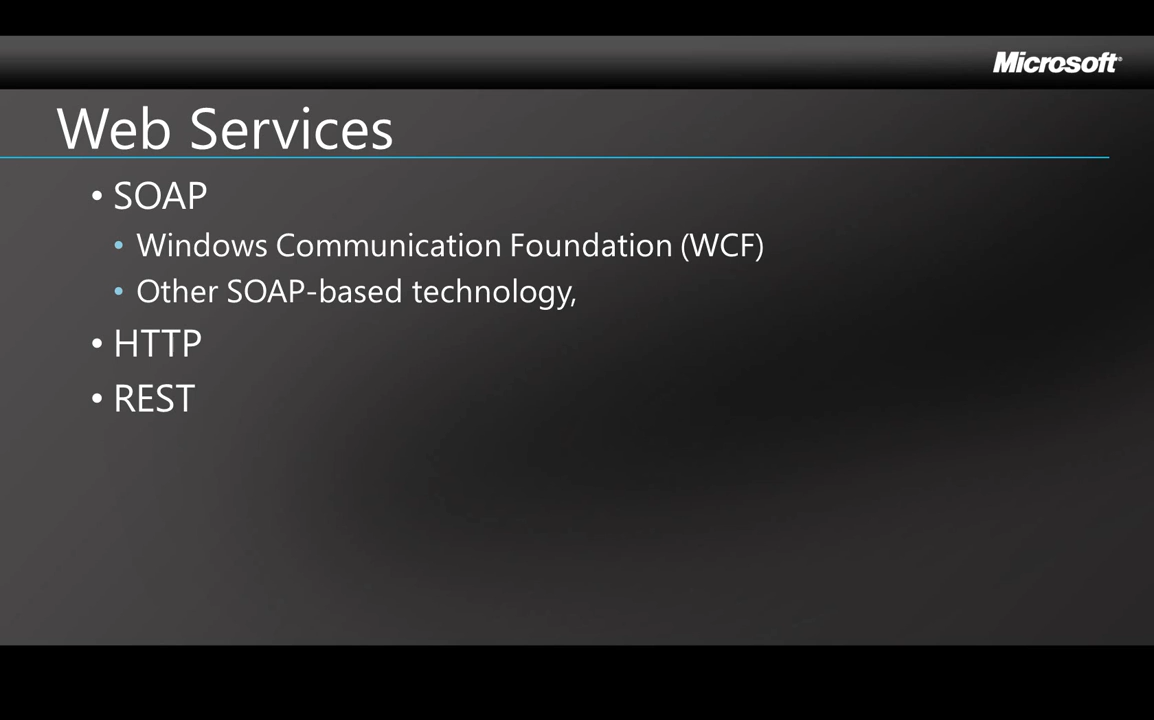 Microsoft
Web Services
• SOAP
• Windows Communication Foundation (WCF)
• Other SOAP-based technology,
• HTTP
• REST